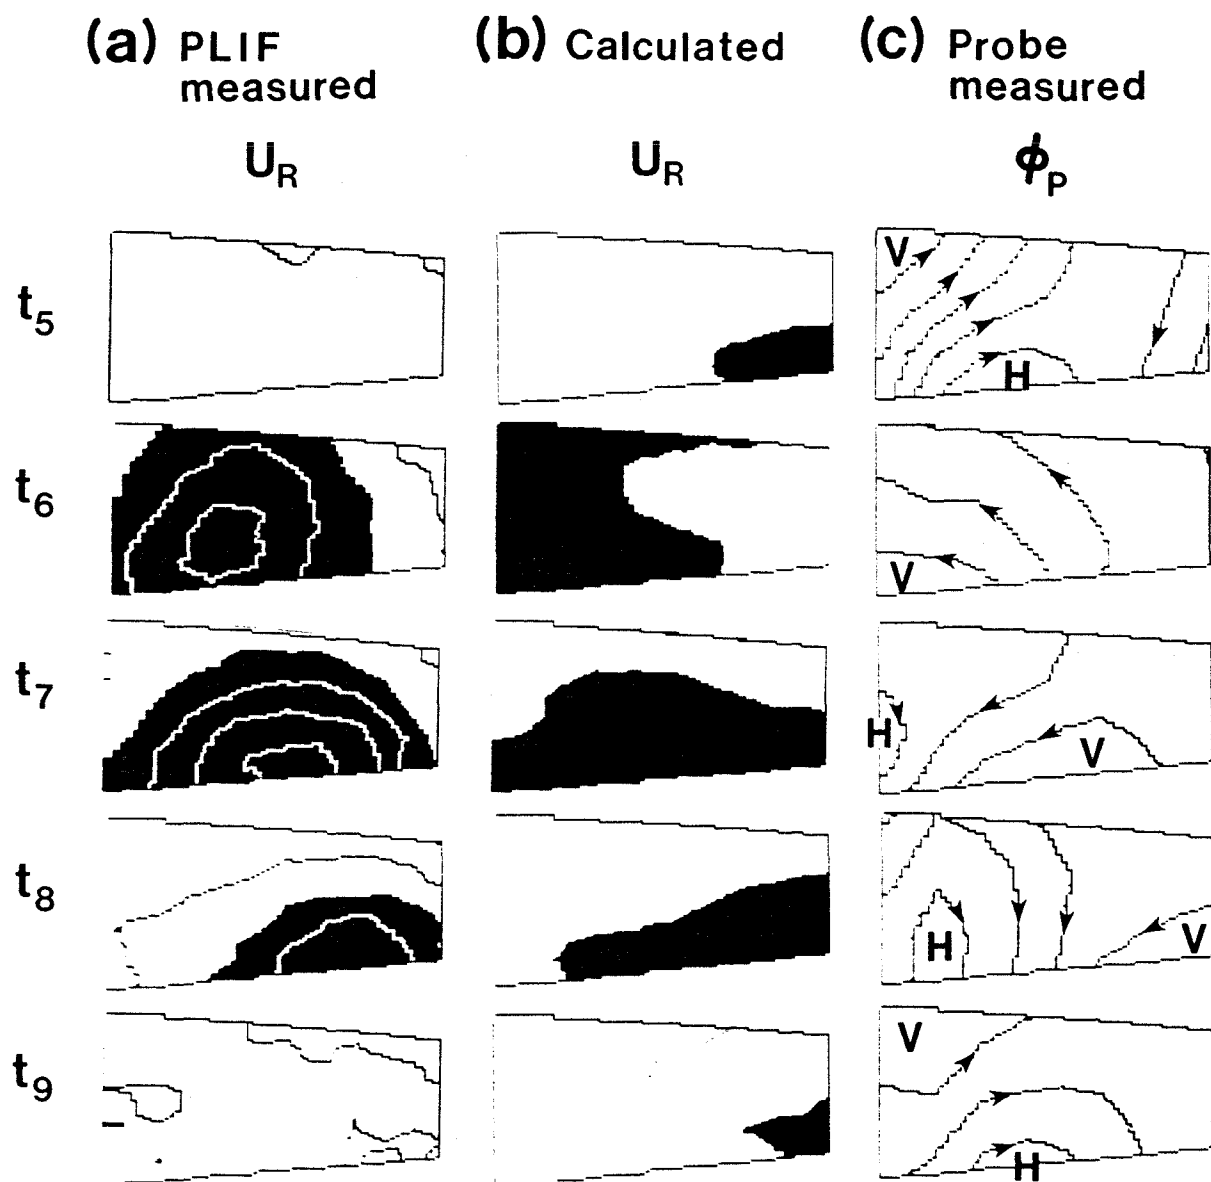 (a) PLIF measured
(b) Calculated
(c) Probe measured
U_R
U_R
ϕ_P
t_5
V
H
t_6
V
t_7
H
V
t_8
H
V
t_9
V
H